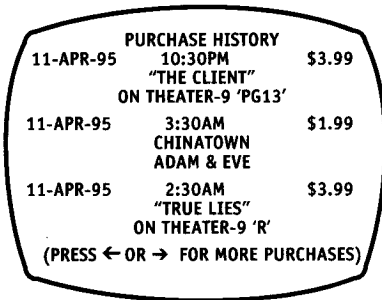 PURCHASE HISTORY
11-APR-95 10:30PM $3.99
"THE CLIENT"
ON THEATER-9 'PG13'
11-APR-95 3:30AM $1.99
CHINATOWN
ADAM & EVE
11-APR-95 2:30AM $3.99
"TRUE LIES"
ON THEATER-9 'R'
(PRESS ← OR → FOR MORE PURCHASES)